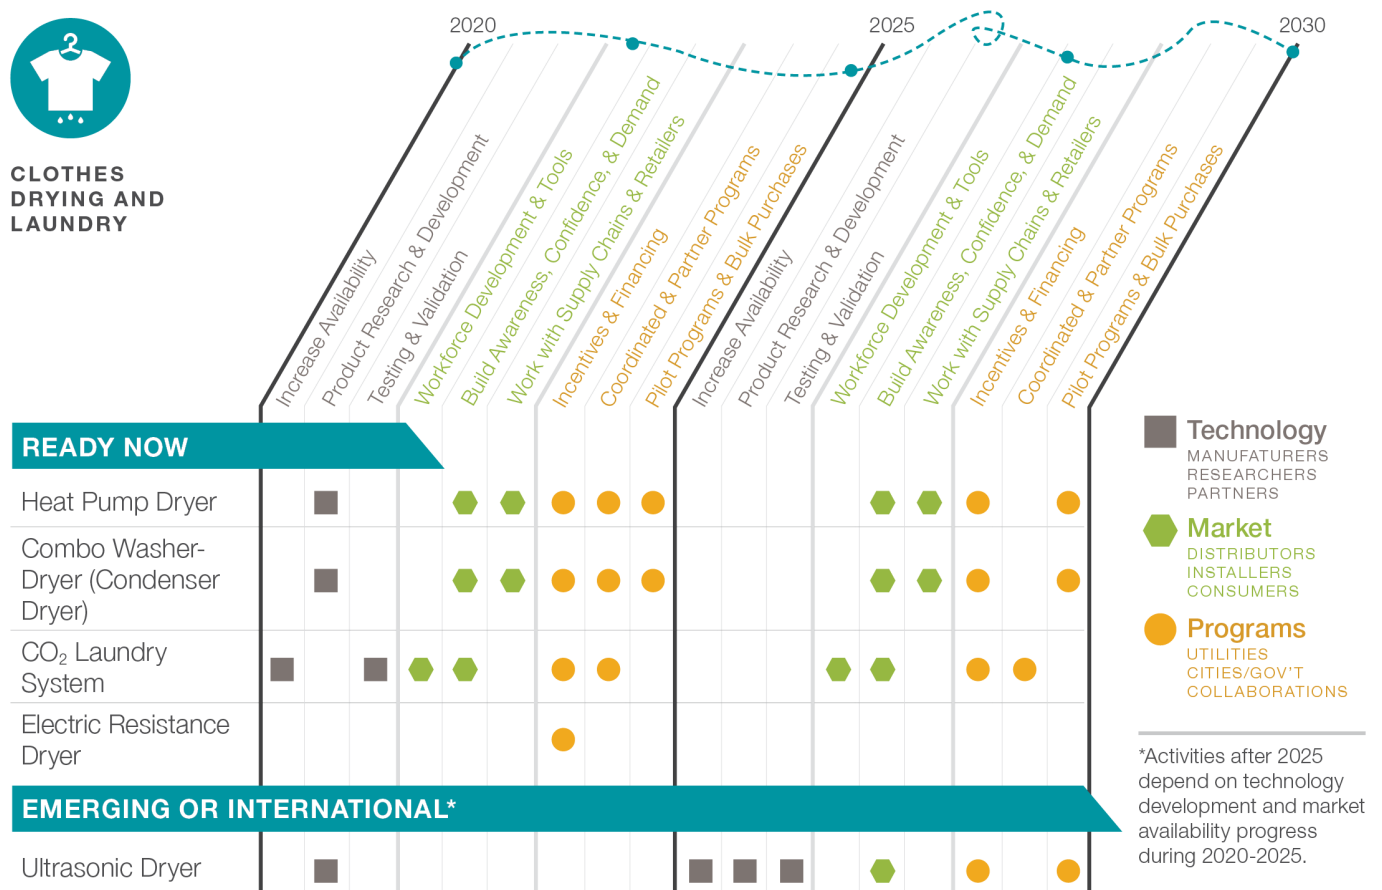 2020
2025
2030
CLOTHES
DRYING AND
LAUNDRY
Increase Availability
Product Research & Development
Testing & Validation
Workforce Development & Tools
Build Awareness, Confidence, & Demand
Work with Supply Chains & Retailers
Incentives & Financing
Coordinated & Partner Programs
Pilot Programs & Bulk Purchases
Increase Availability
Product Research & Development
Testing & Validation
Workforce Development & Tools
Build Awareness, Confidence, & Demand
Work with Supply Chains & Retailers
Incentives & Financing
Coordinated & Partner Programs
Pilot Programs & Bulk Purchases
READY NOW
Heat Pump Dryer
Combo Washer-
Dryer (Condenser
Dryer)
CO₂ Laundry
System
Electric Resistance
Dryer
EMERGING OR INTERNATIONAL*
Ultrasonic Dryer
Technology
MANUFATURERS
RESEARCHERS
PARTNERS
Market
DISTRIBUTORS
INSTALLERS
CONSUMERS
Programs
UTILITIES
CITIES/GOV'T
COLLABORATIONS
*Activities after 2025
depend on technology
development and market
availability progress
during 2020-2025.